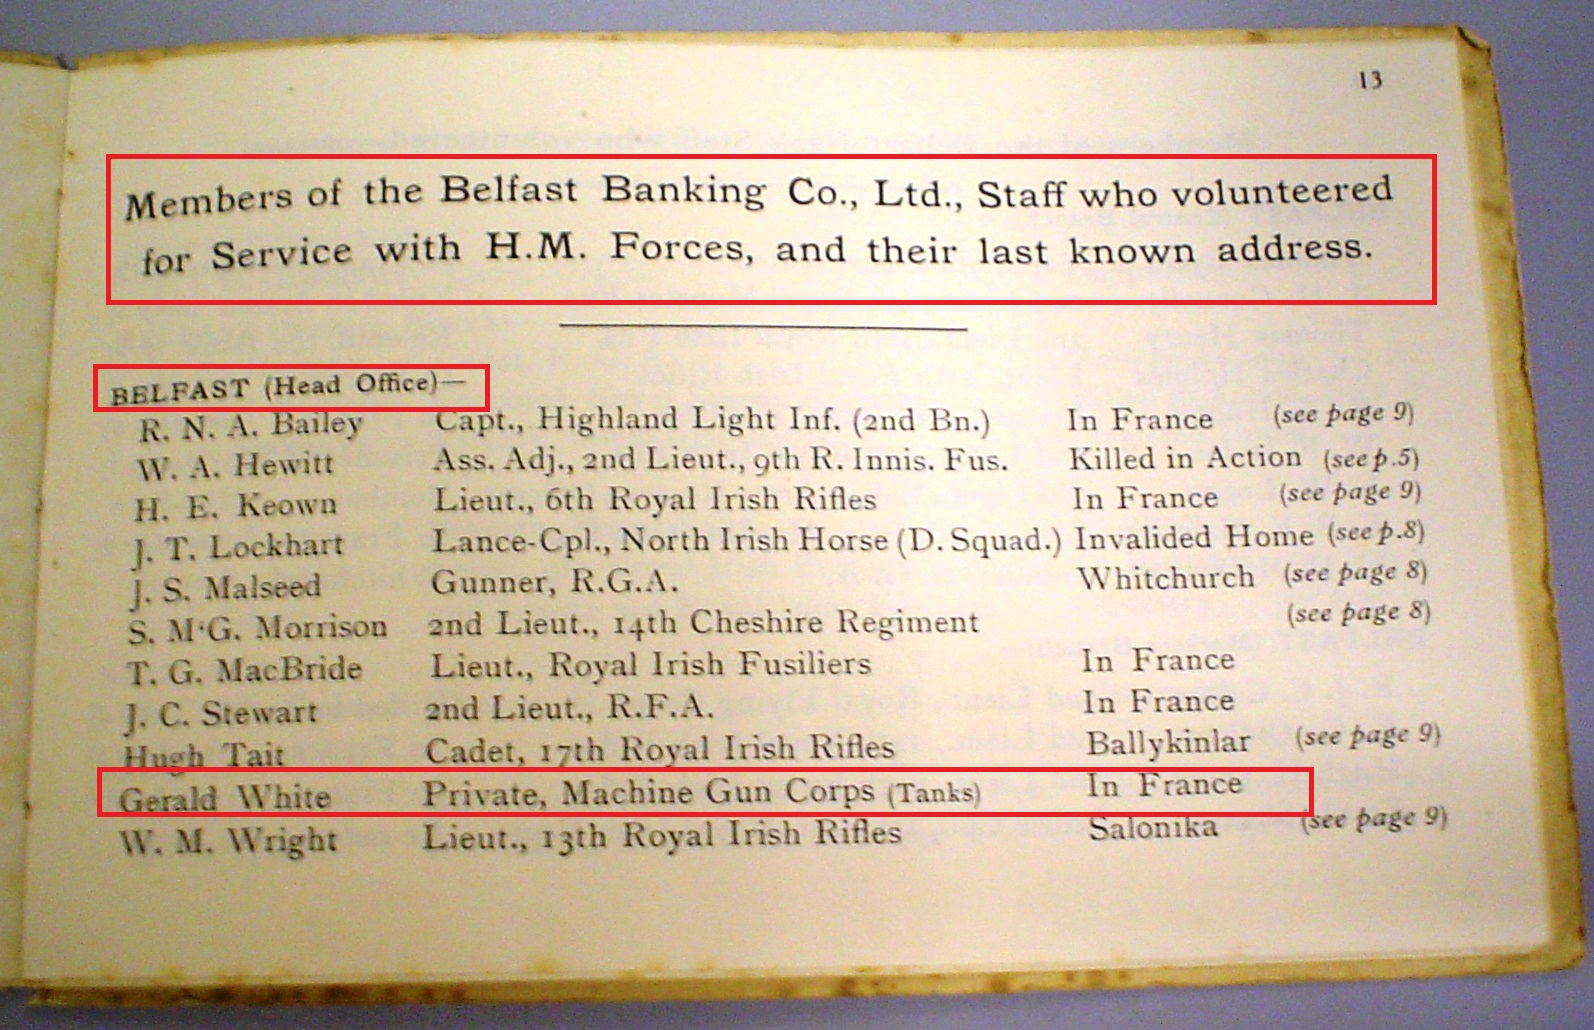 13
Members of the Belfast Banking Co., Ltd., Staff who volunteered
for Service with H.M. Forces, and their last known address.
BELFAST (Head Office)—
R. N. A. Bailey Capt., Highland Light Inf. (2nd Bn.) In France (see page 9)
W. A. Hewitt Ass. Adj., 2nd Lieut., 9th R. Innis. Fus. Killed in Action (see p.5)
H. E. Keown Lieut., 6th Royal Irish Rifles In France (see page 9)
J. T. Lockhart Lance-Cpl., North Irish Horse (D. Squad.) Invalided Home (see p.8)
J. S. Malseed Gunner, R.G.A. Whitchurch (see page 8)
S. M·G. Morrison 2nd Lieut., 14th Cheshire Regiment (see page 8)
T. G. MacBride Lieut., Royal Irish Fusiliers In France
J. C. Stewart 2nd Lieut., R.F.A. In France
Hugh Tait Cadet, 17th Royal Irish Rifles Ballykinlar (see page 9)
Gerald White Private, Machine Gun Corps (Tanks) In France
W. M. Wright Lieut., 13th Royal Irish Rifles Salonika (see page 9)